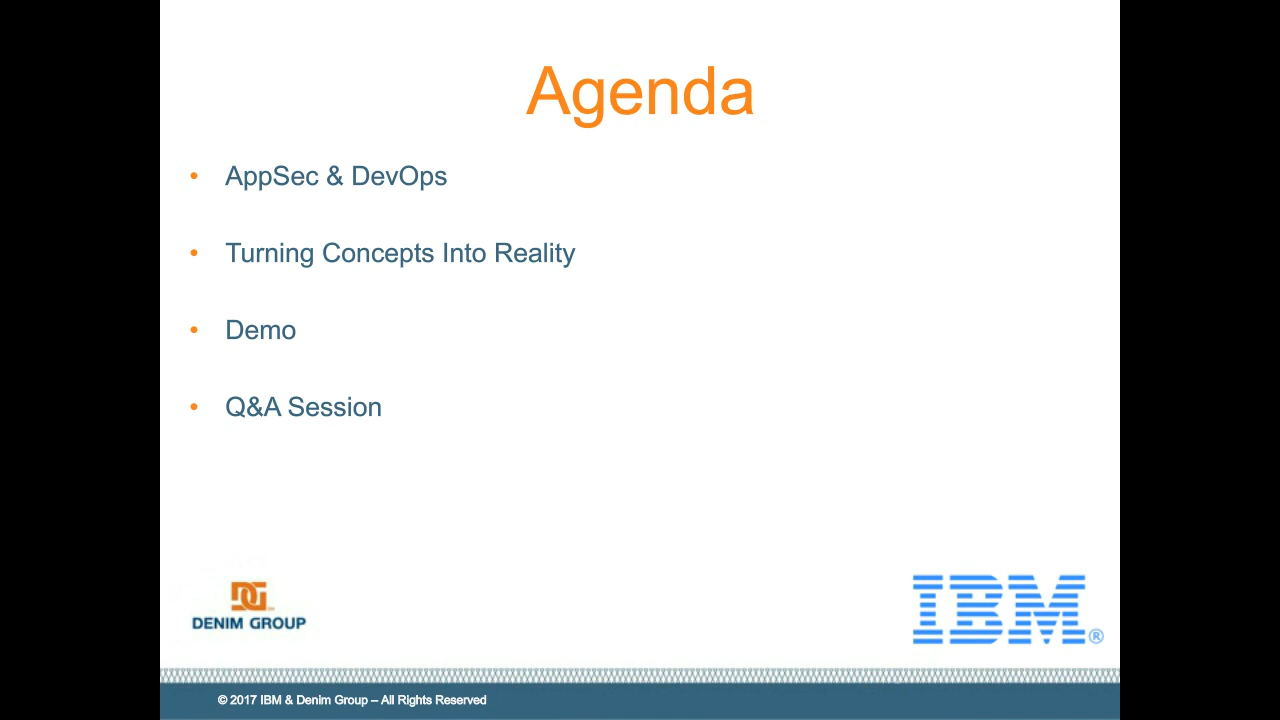 Agenda
• AppSec & DevOps
• Turning Concepts Into Reality
• Demo
• Q&A Session
DG
DENIM GROUP
IBM®
© 2017 IBM & Denim Group – All Rights Reserved